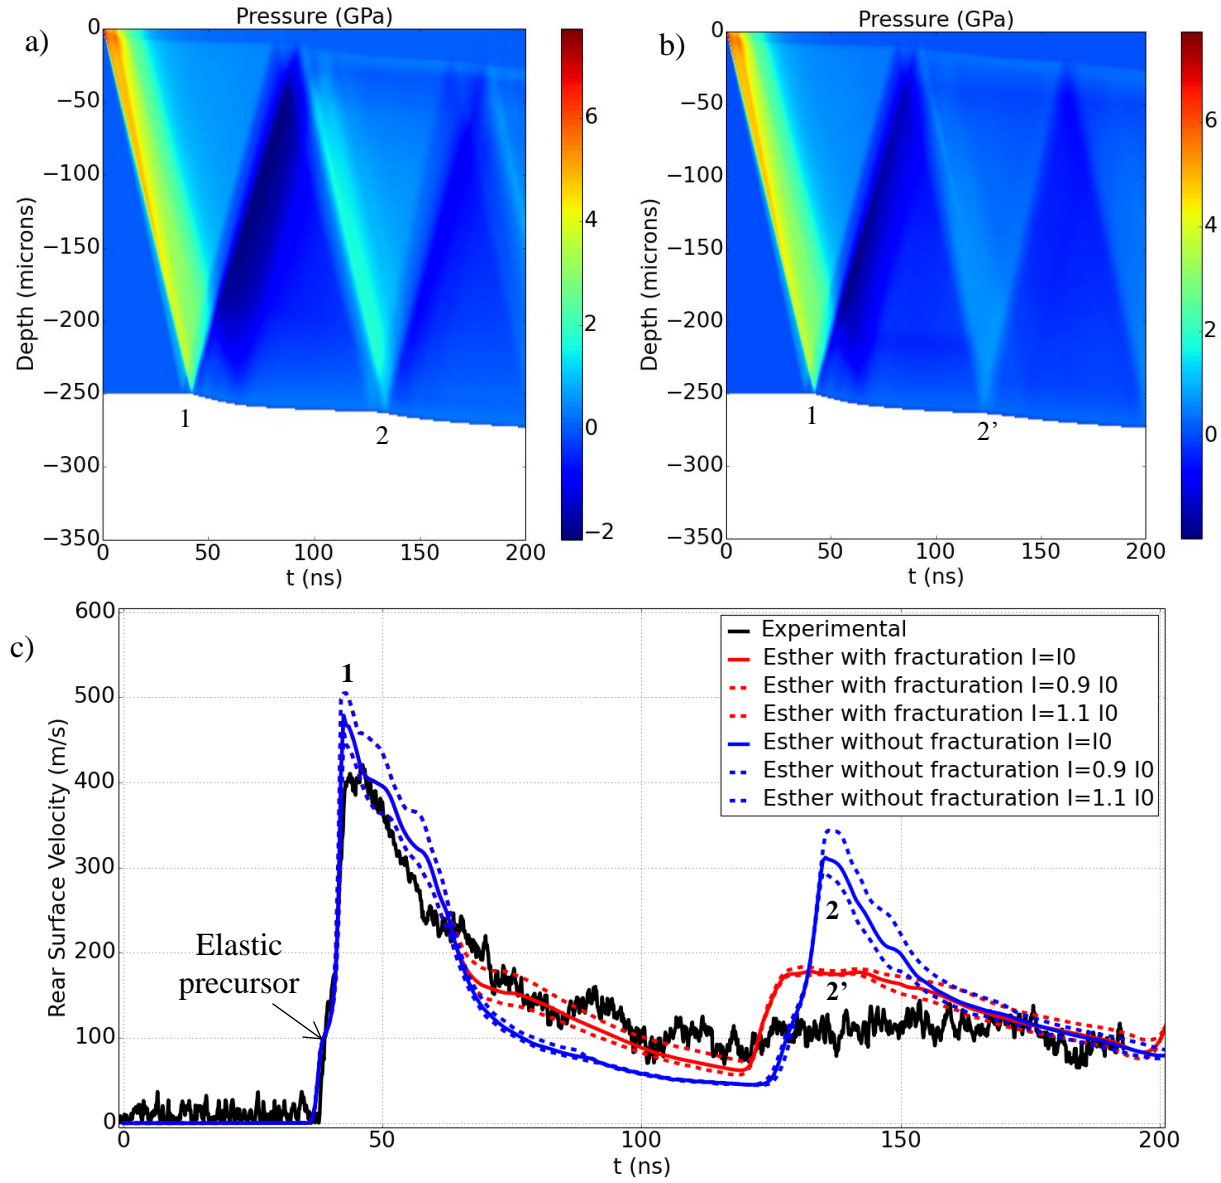 Pressure (GPa)
a)
0
−50
−100
−150
−200
−250
−300
−350
Depth (microns)
0
50
100
150
200
t (ns)
1
2
6
4
2
0
−2
Pressure (GPa)
b)
0
−50
−100
−150
−200
−250
−300
−350
Depth (microns)
0
50
100
150
200
t (ns)
1
2’
6
4
2
0
c)
600
500
400
300
200
100
0
Rear Surface Velocity (m/s)
0
50
100
150
200
t (ns)
1
2
2’
Elastic
precursor
Experimental
Esther with fracturation I=I0
Esther with fracturation I=0.9 I0
Esther with fracturation I=1.1 I0
Esther without fracturation I=I0
Esther without fracturation I=0.9 I0
Esther without fracturation I=1.1 I0